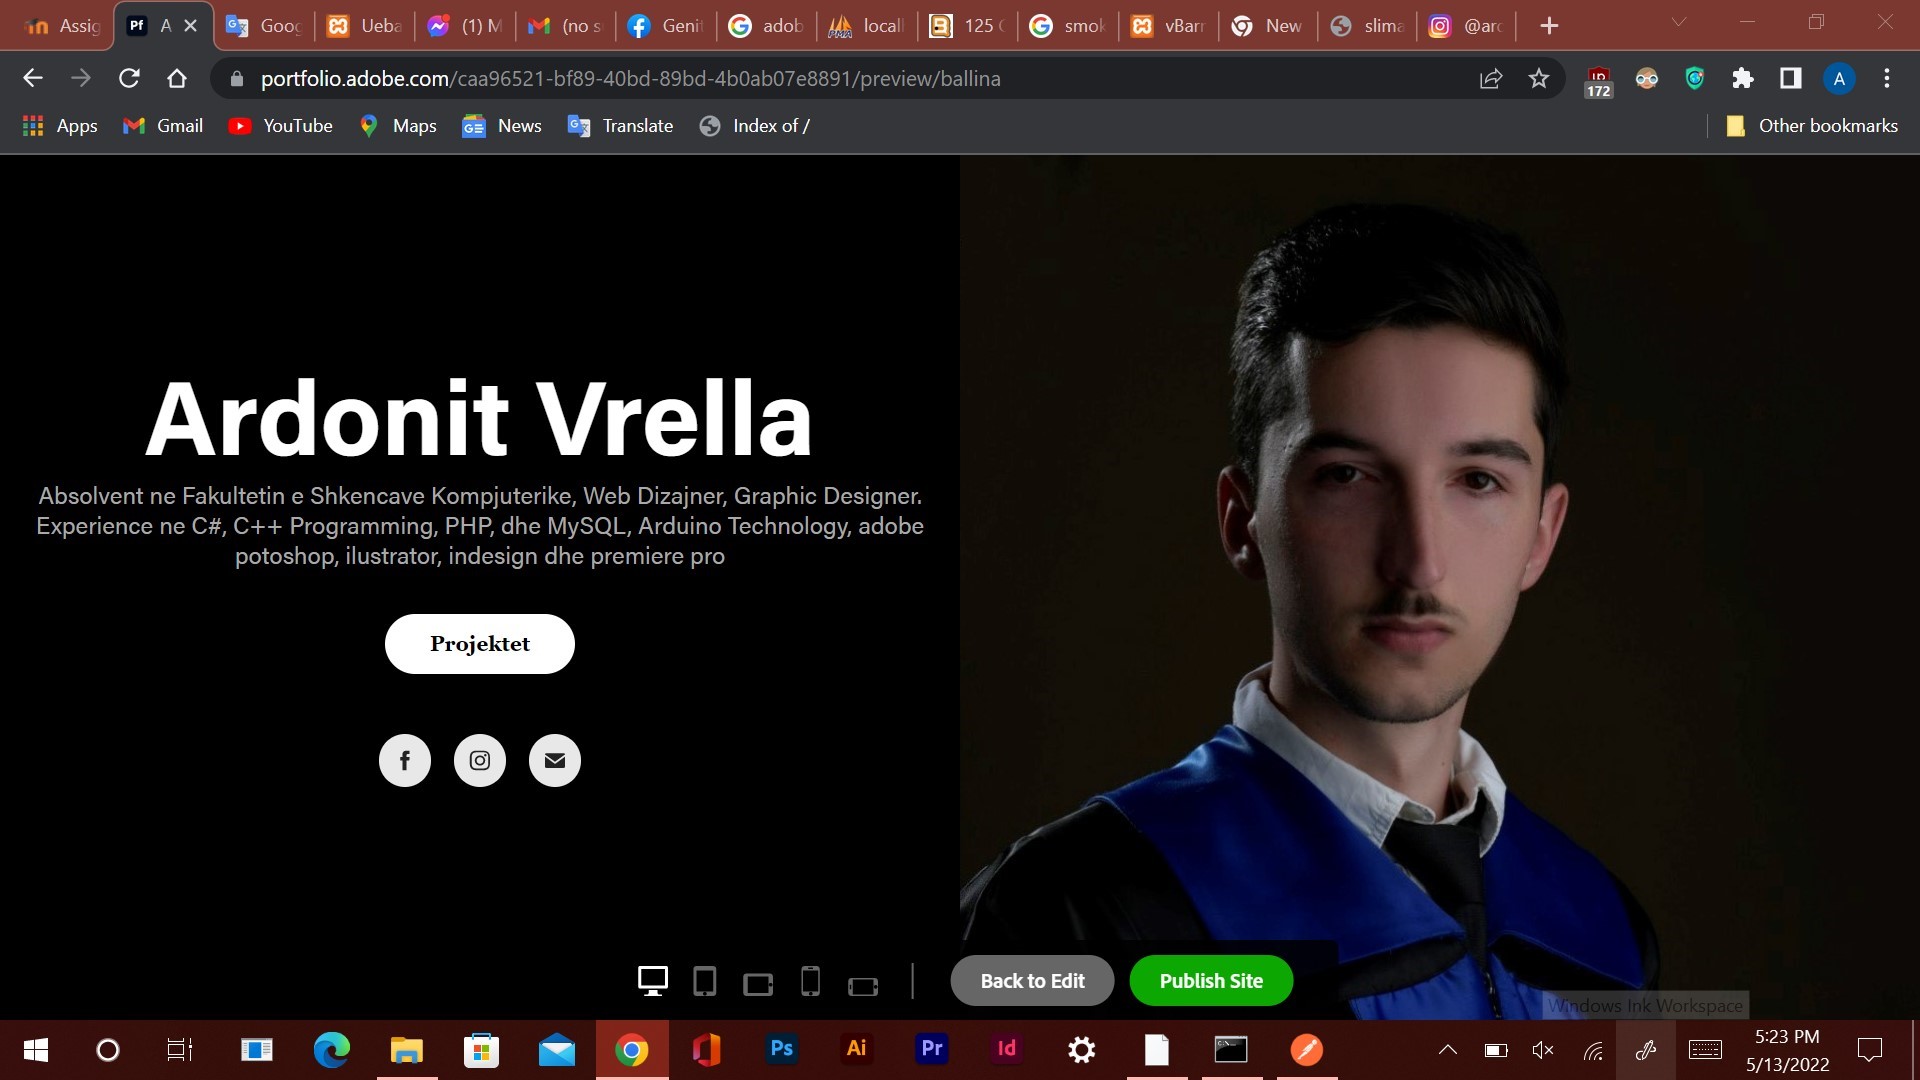 Assig
Pf A
Goog
Ueba
(1) M
(no s
Genit
adob
locall
125
smok
vBarr
New
slima
@arc
portfolio.adobe.com/caa96521-bf89-40bd-89bd-4b0ab07e8891/preview/ballina
172
A
Apps
Gmail
YouTube
Maps
News
Translate
Index of /
Other bookmarks
Ardonit Vrella
Absolvent ne Fakultetin e Shkencave Kompjuterike, Web Dizajner, Graphic Designer.
Experience ne C#, C++ Programming, PHP, dhe MySQL, Arduino Technology, adobe
potoshop, ilustrator, indesign dhe premiere pro
Projektet
Back to Edit
Publish Site
Windows Ink Workspace
Ps
Ai
Pr
Id
5:23 PM
5/13/2022